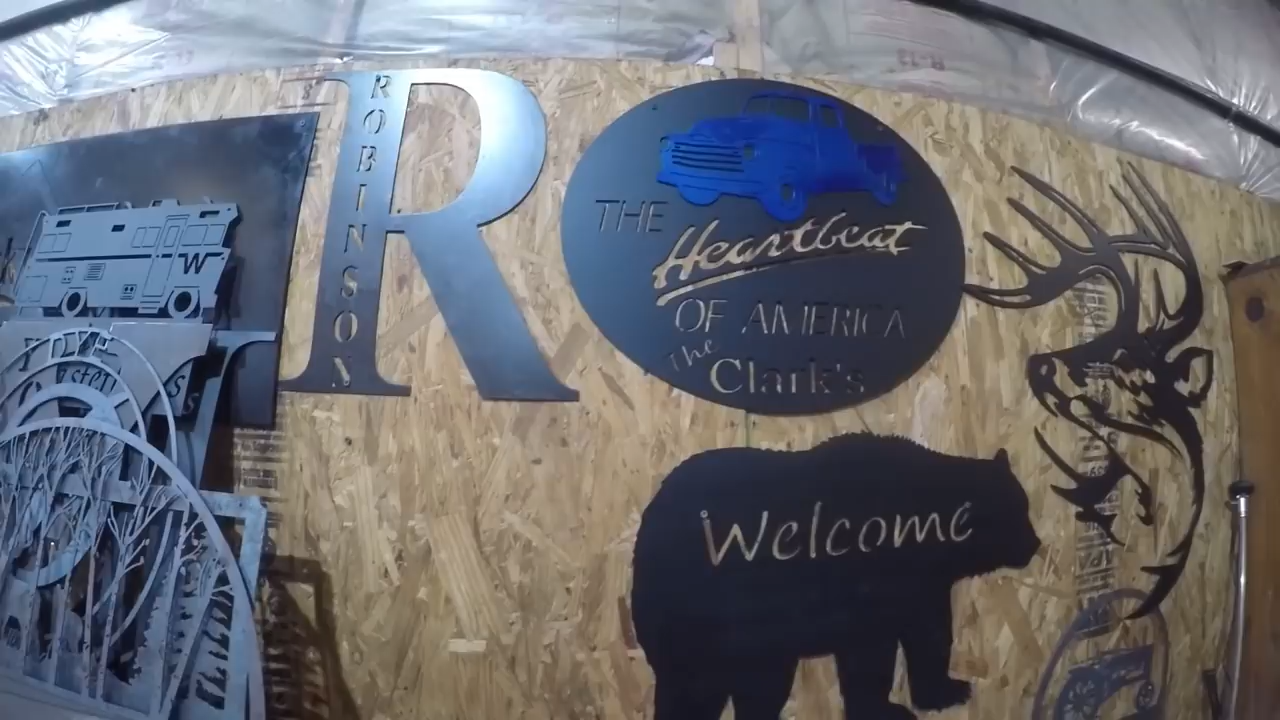 ROBINSON
THE
Heartbeat
OF AMERICA
The
Clark's
Welcome
W